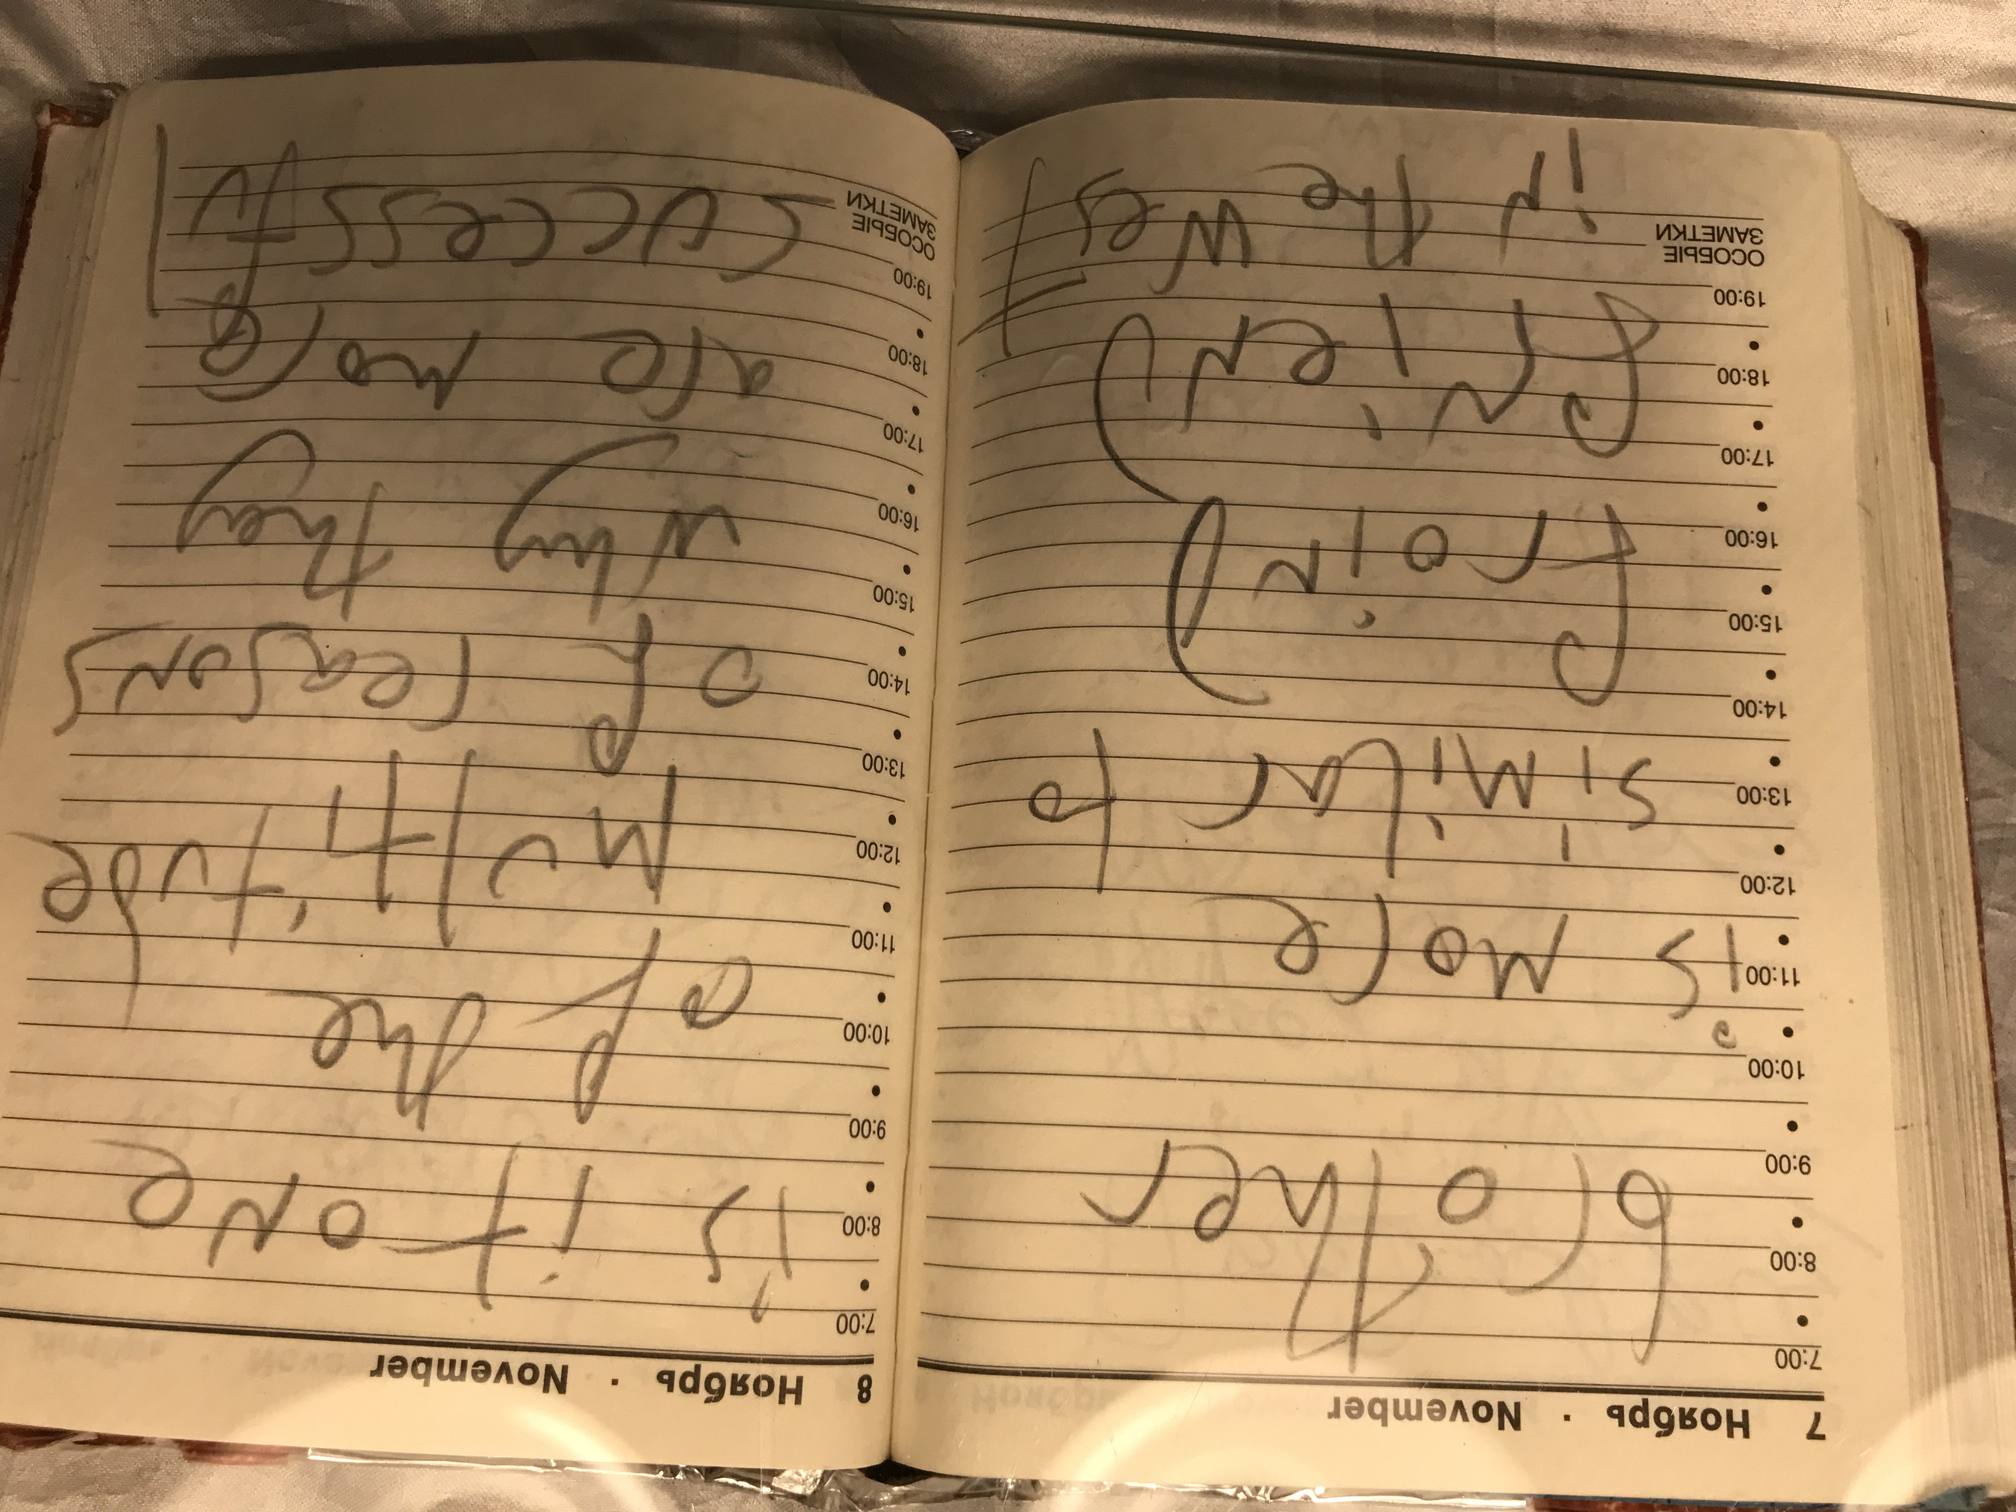 7 Ноябрь · November
7:00
8:00
brother
9:00
10:00
11:00
is more
12:00
13:00
similar to
14:00
15:00
froind
16:00
17:00
18:00
friend
19:00
ОСОБЫЕ
ЗАМЕТКИ
in the West
8 Ноябрь · November
7:00
8:00
is it one
9:00
10:00
of the
11:00
12:00
multitude
13:00
14:00
of reasons
15:00
16:00
why they
17:00
18:00
are more
19:00
ОСОБЫЕ
ЗАМЕТКИ
successful